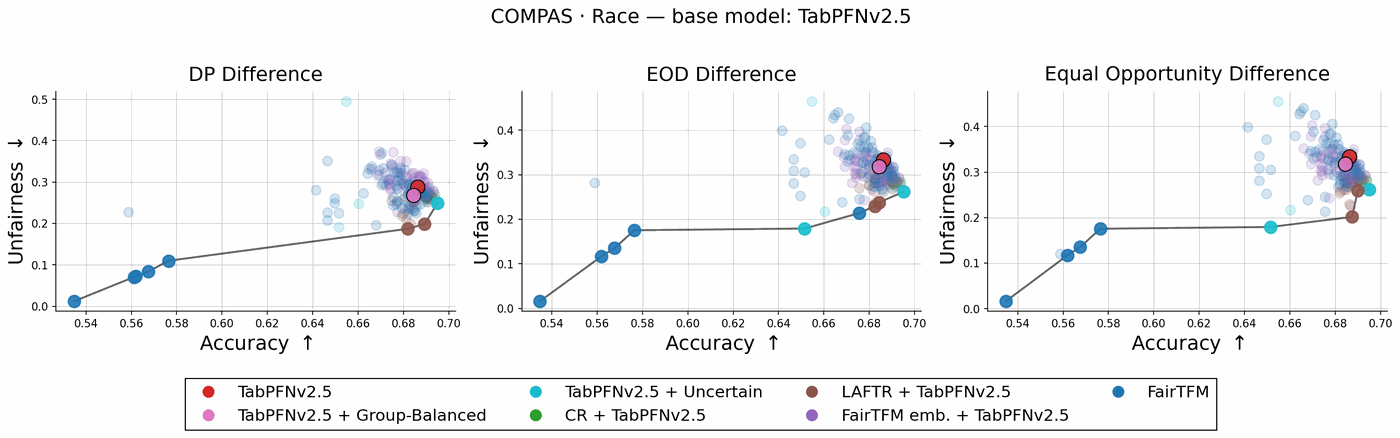 COMPAS · Race — base model: TabPFNv2.5
DP Difference
EOD Difference
Equal Opportunity Difference
Unfairness ↓
0.5
0.4
0.3
0.2
0.1
0.0
0.54 0.56 0.58 0.60 0.62 0.64 0.66 0.68 0.70
Accuracy ↑
Unfairness ↓
0.4
0.3
0.2
0.1
0.0
0.54 0.56 0.58 0.60 0.62 0.64 0.66 0.68 0.70
Accuracy ↑
Unfairness ↓
0.4
0.3
0.2
0.1
0.0
0.54 0.56 0.58 0.60 0.62 0.64 0.66 0.68 0.70
Accuracy ↑
TabPFNv2.5
TabPFNv2.5 + Group-Balanced
TabPFNv2.5 + Uncertain
CR + TabPFNv2.5
LAFTR + TabPFNv2.5
FairTFM emb. + TabPFNv2.5
FairTFM